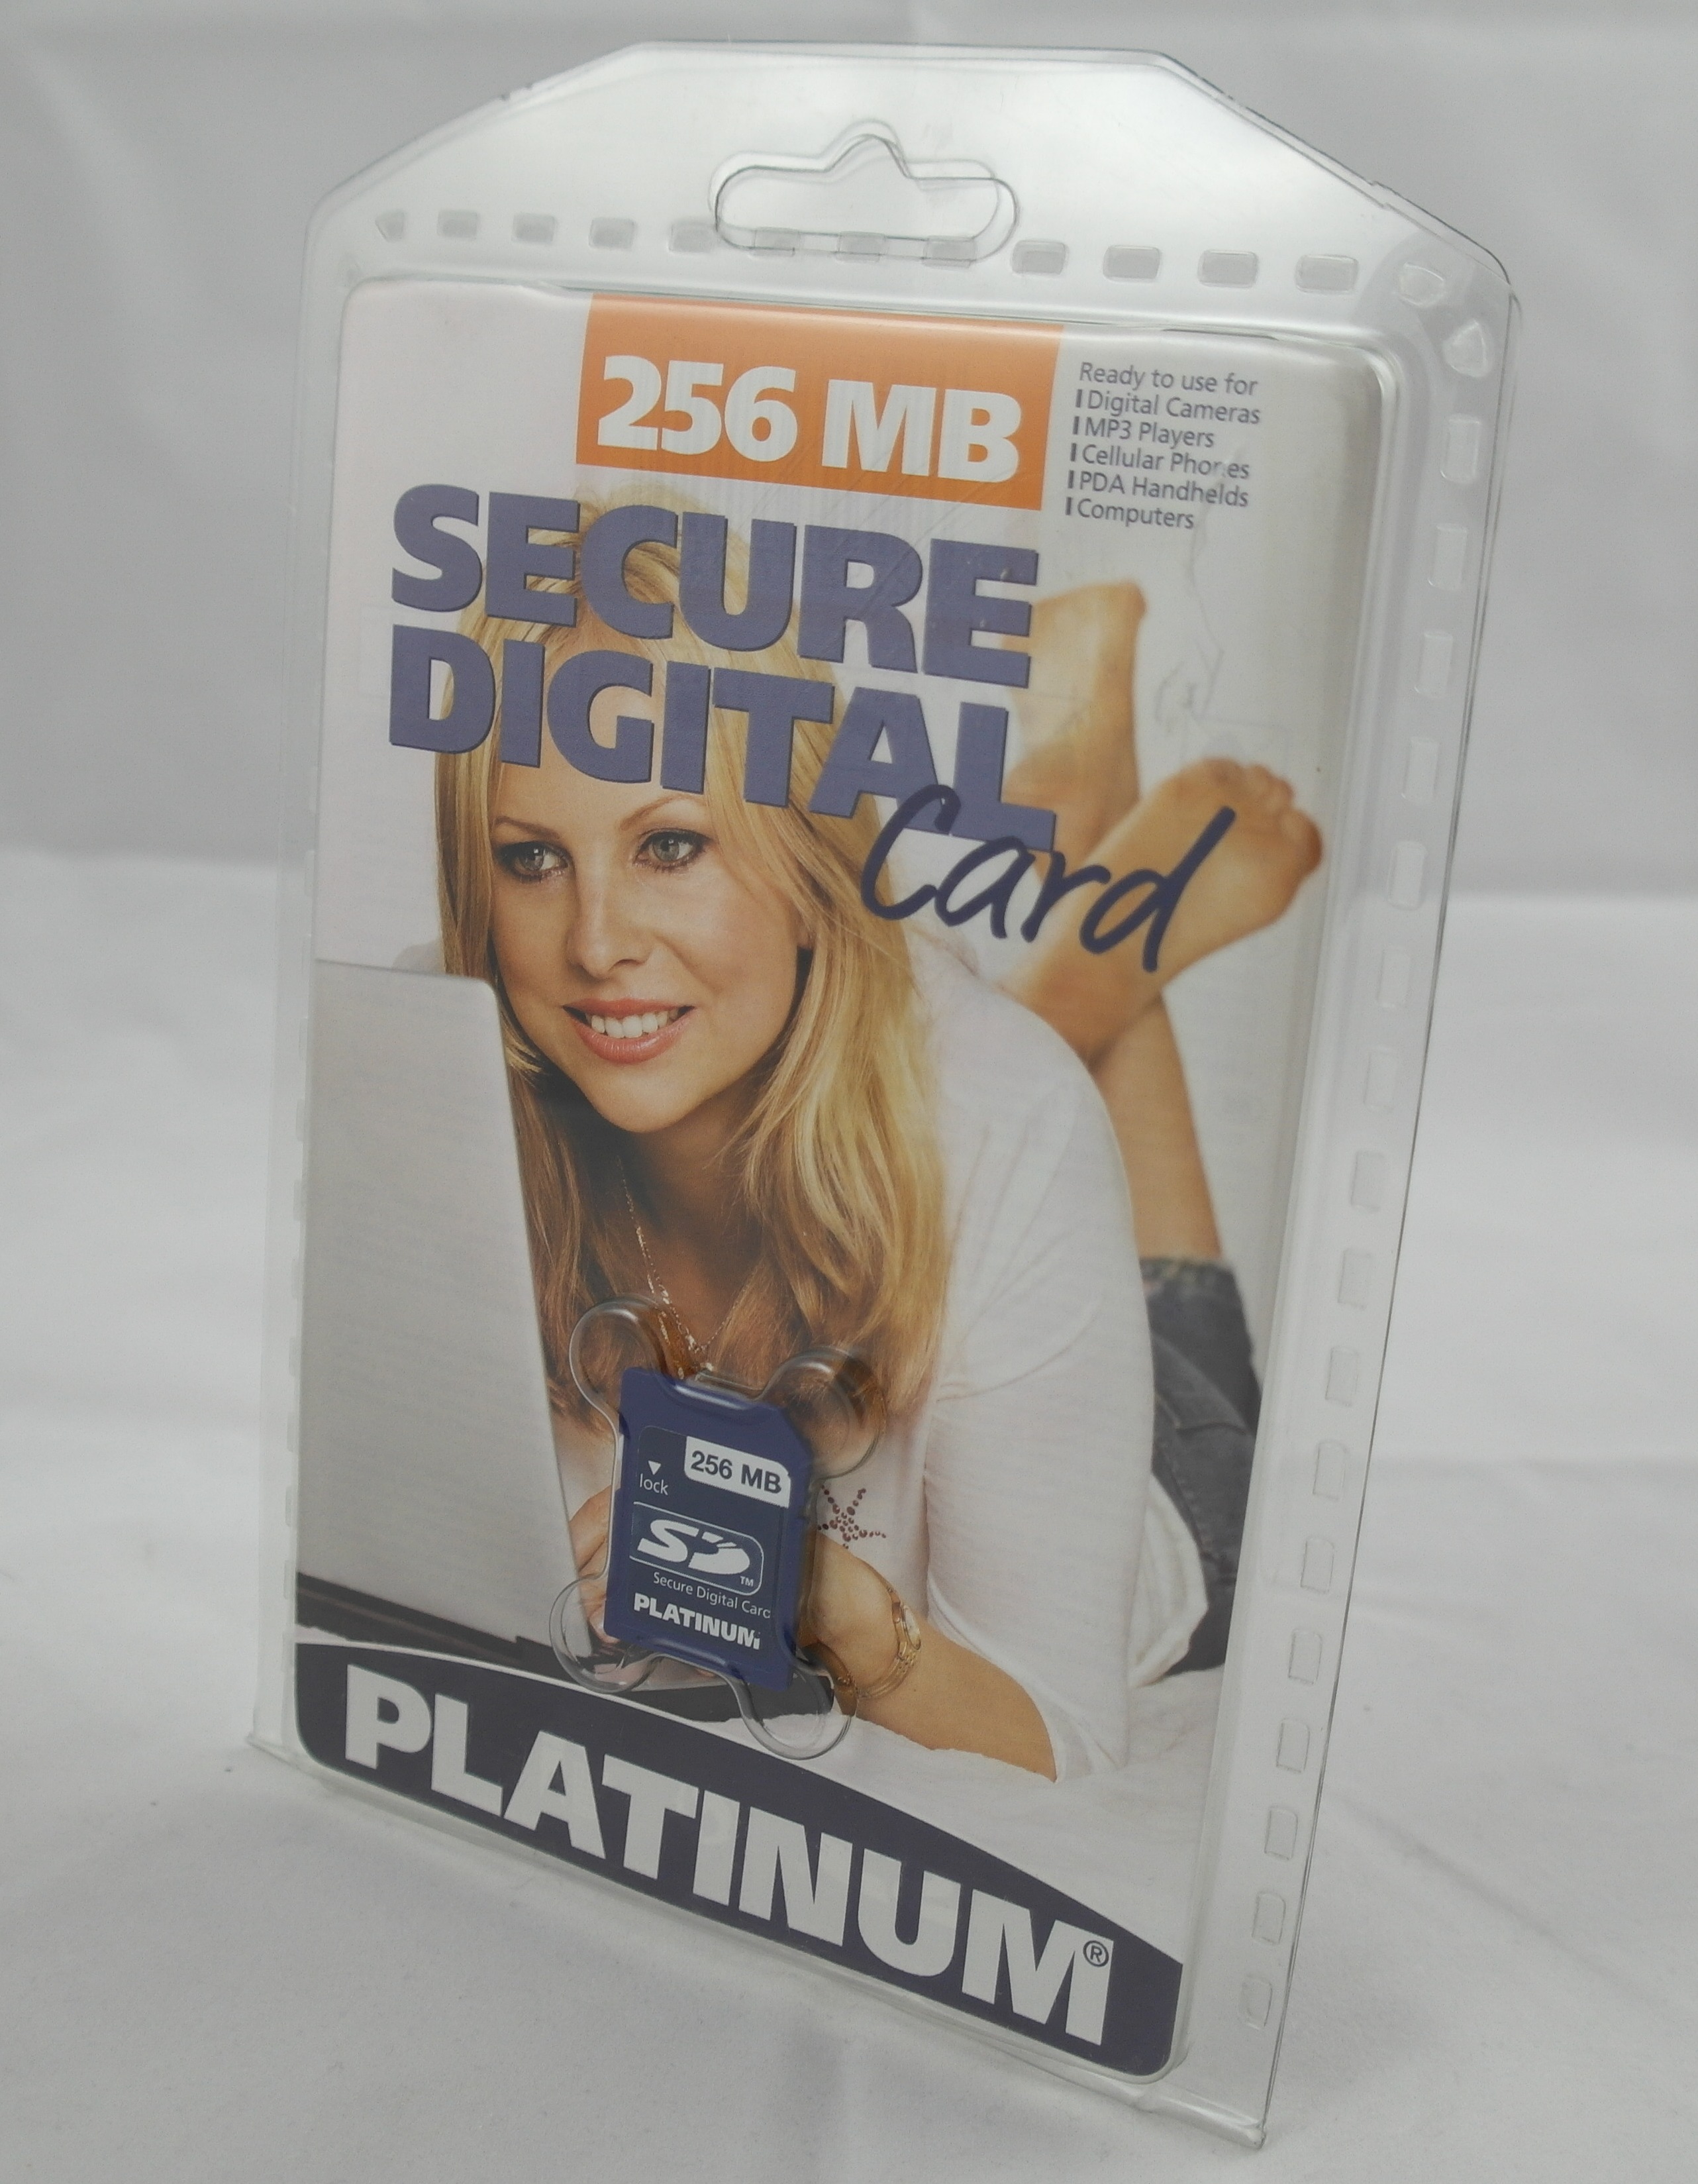 256 MB
Ready to use for
Digital Cameras
MP3 Players
Cellular Phones
PDA Handhelds
Computers
SECURE
DIGITAL
Card
256 MB
lock
SD
TM
Secure Digital Card
PLATINUM
PLATINUM®